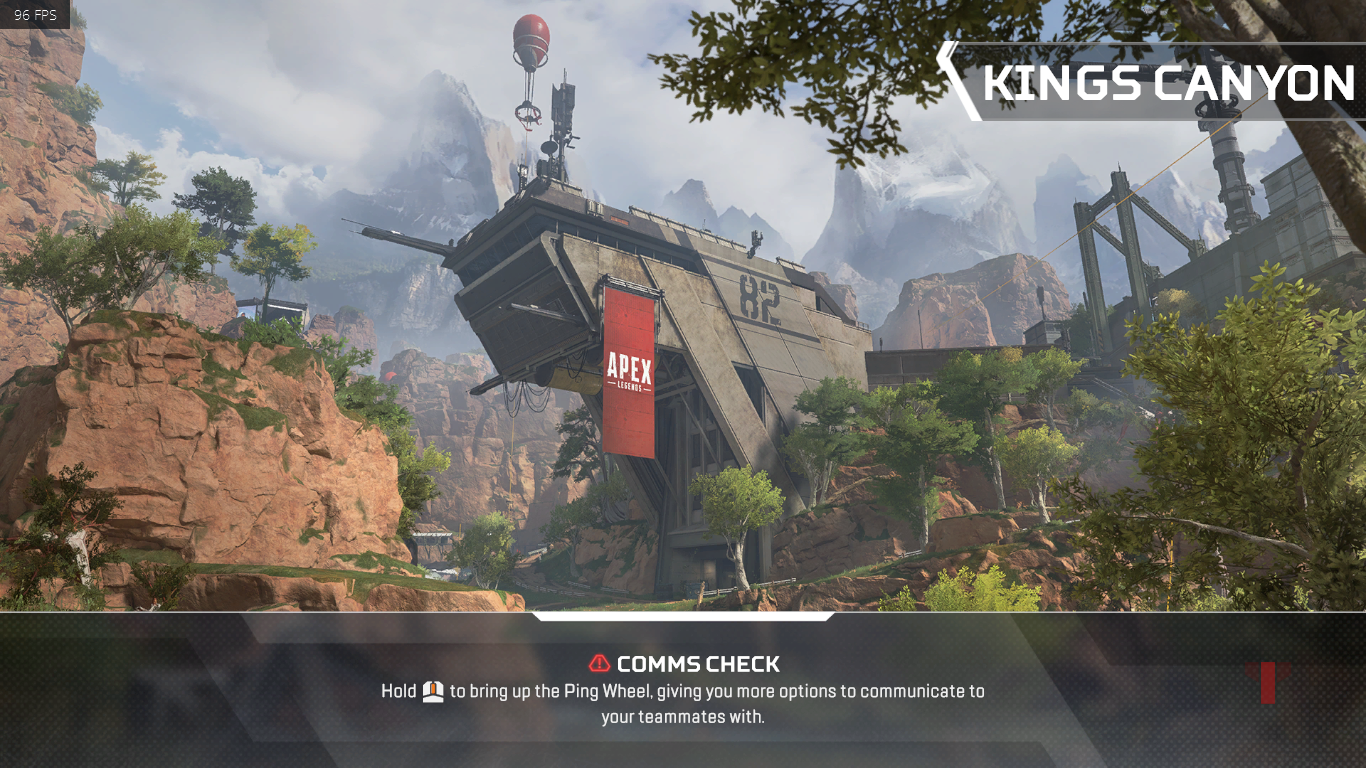 96 FPS
KINGS CANYON
82
APEX
LEGENDS
COMMS CHECK
Hold to bring up the Ping Wheel, giving you more options to communicate to
your teammates with.